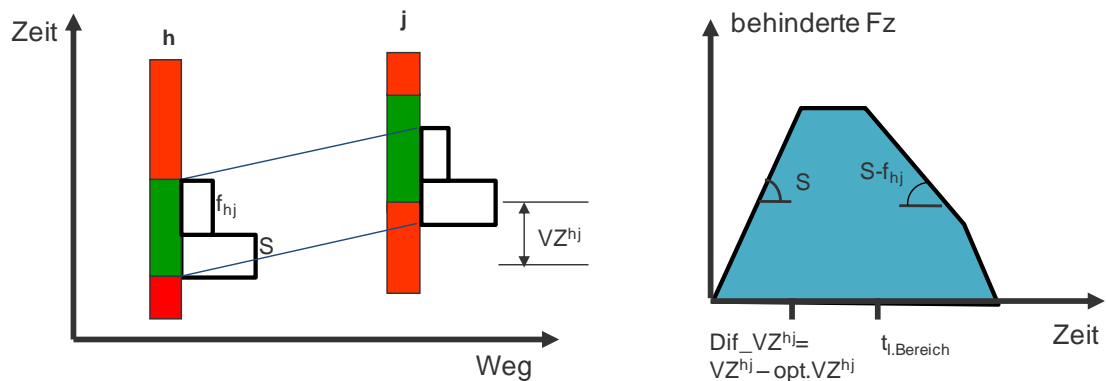 Zeit
h
j
f_hj
S
VZ^hj
Weg
behinderte Fz
S
S-f_hj
Dif_VZ^hj=
VZ^hj – opt.VZ^hj
t_I.Bereich
Zeit